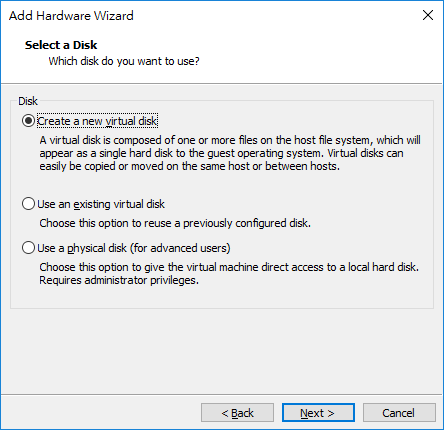 Add Hardware Wizard
Select a Disk
Which disk do you want to use?
Disk
Create a new virtual disk
A virtual disk is composed of one or more files on the host file system, which will
appear as a single hard disk to the guest operating system. Virtual disks can
easily be copied or moved on the same host or between hosts.
Use an existing virtual disk
Choose this option to reuse a previously configured disk.
Use a physical disk (for advanced users)
Choose this option to give the virtual machine direct access to a local hard disk.
Requires administrator privileges.
< Back Next > Cancel